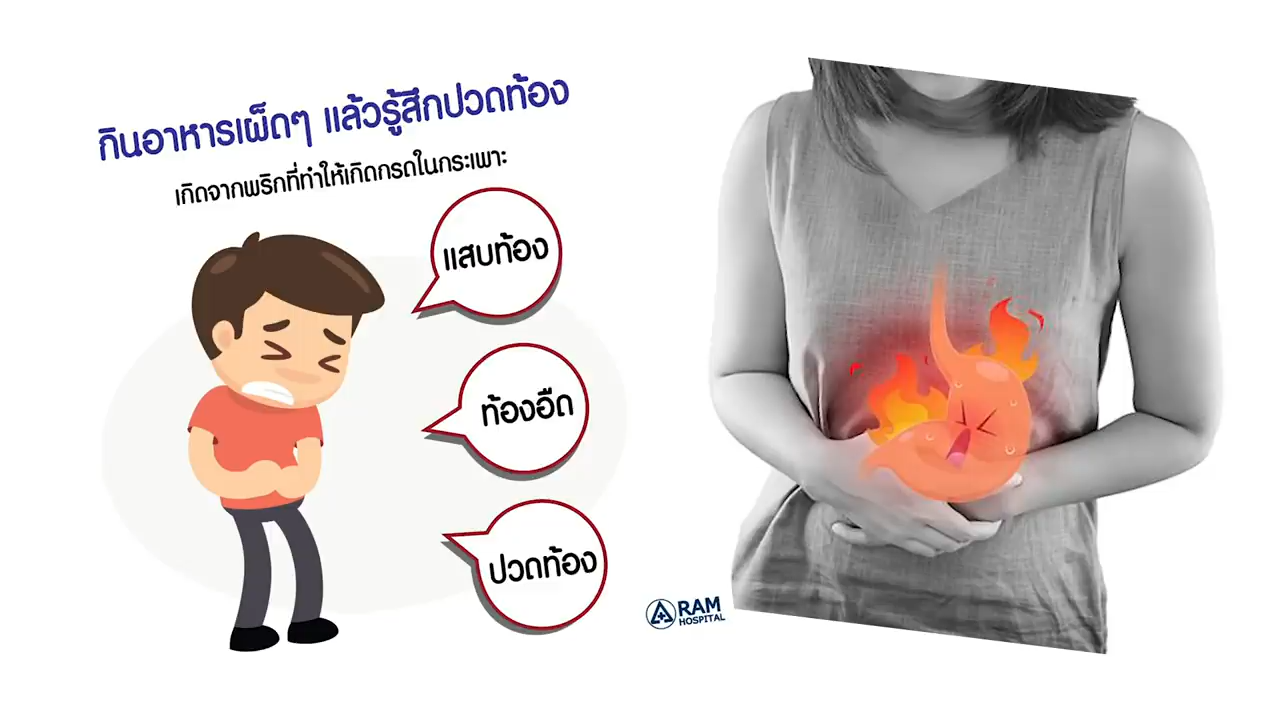 กินอาหารเผ็ดๆ แล้วรู้สึกปวดท้อง
เกิดจากพริกที่ทำให้เกิดกรดในกระเพาะ
แสบท้อง
ท้องอืด
ปวดท้อง
RAM
HOSPITAL